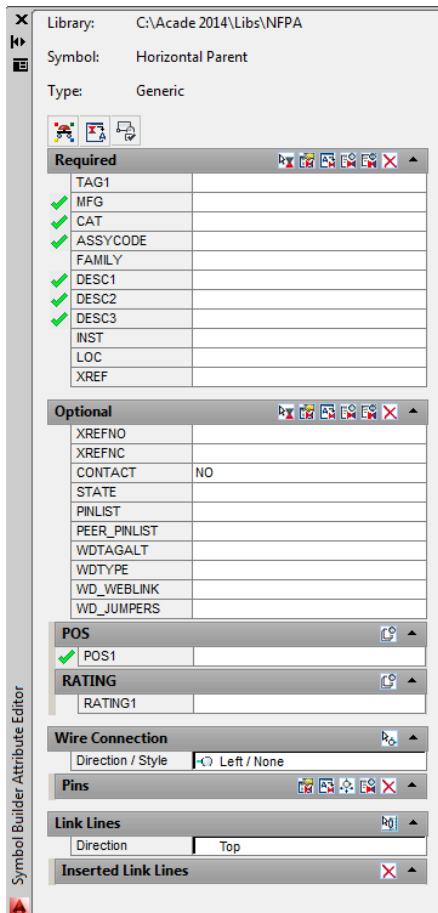 Library: C:\Acade 2014\Libs\NFPA
Symbol: Horizontal Parent
Type: Generic
Required
TAG1
MFG
CAT
ASSYCODE
FAMILY
DESC1
DESC2
DESC3
INST
LOC
XREF
Optional
XREFNO
XREFNC
CONTACT NO
STATE
PINLIST
PEER_PINLIST
WDTAGALT
WDTYPE
WD_WEBLINK
WD_JUMPERS
POS
POS1
RATING
RATING1
Wire Connection
Direction / Style Left / None
Pins
Link Lines
Direction Top
Inserted Link Lines
Symbol Builder Attribute Editor